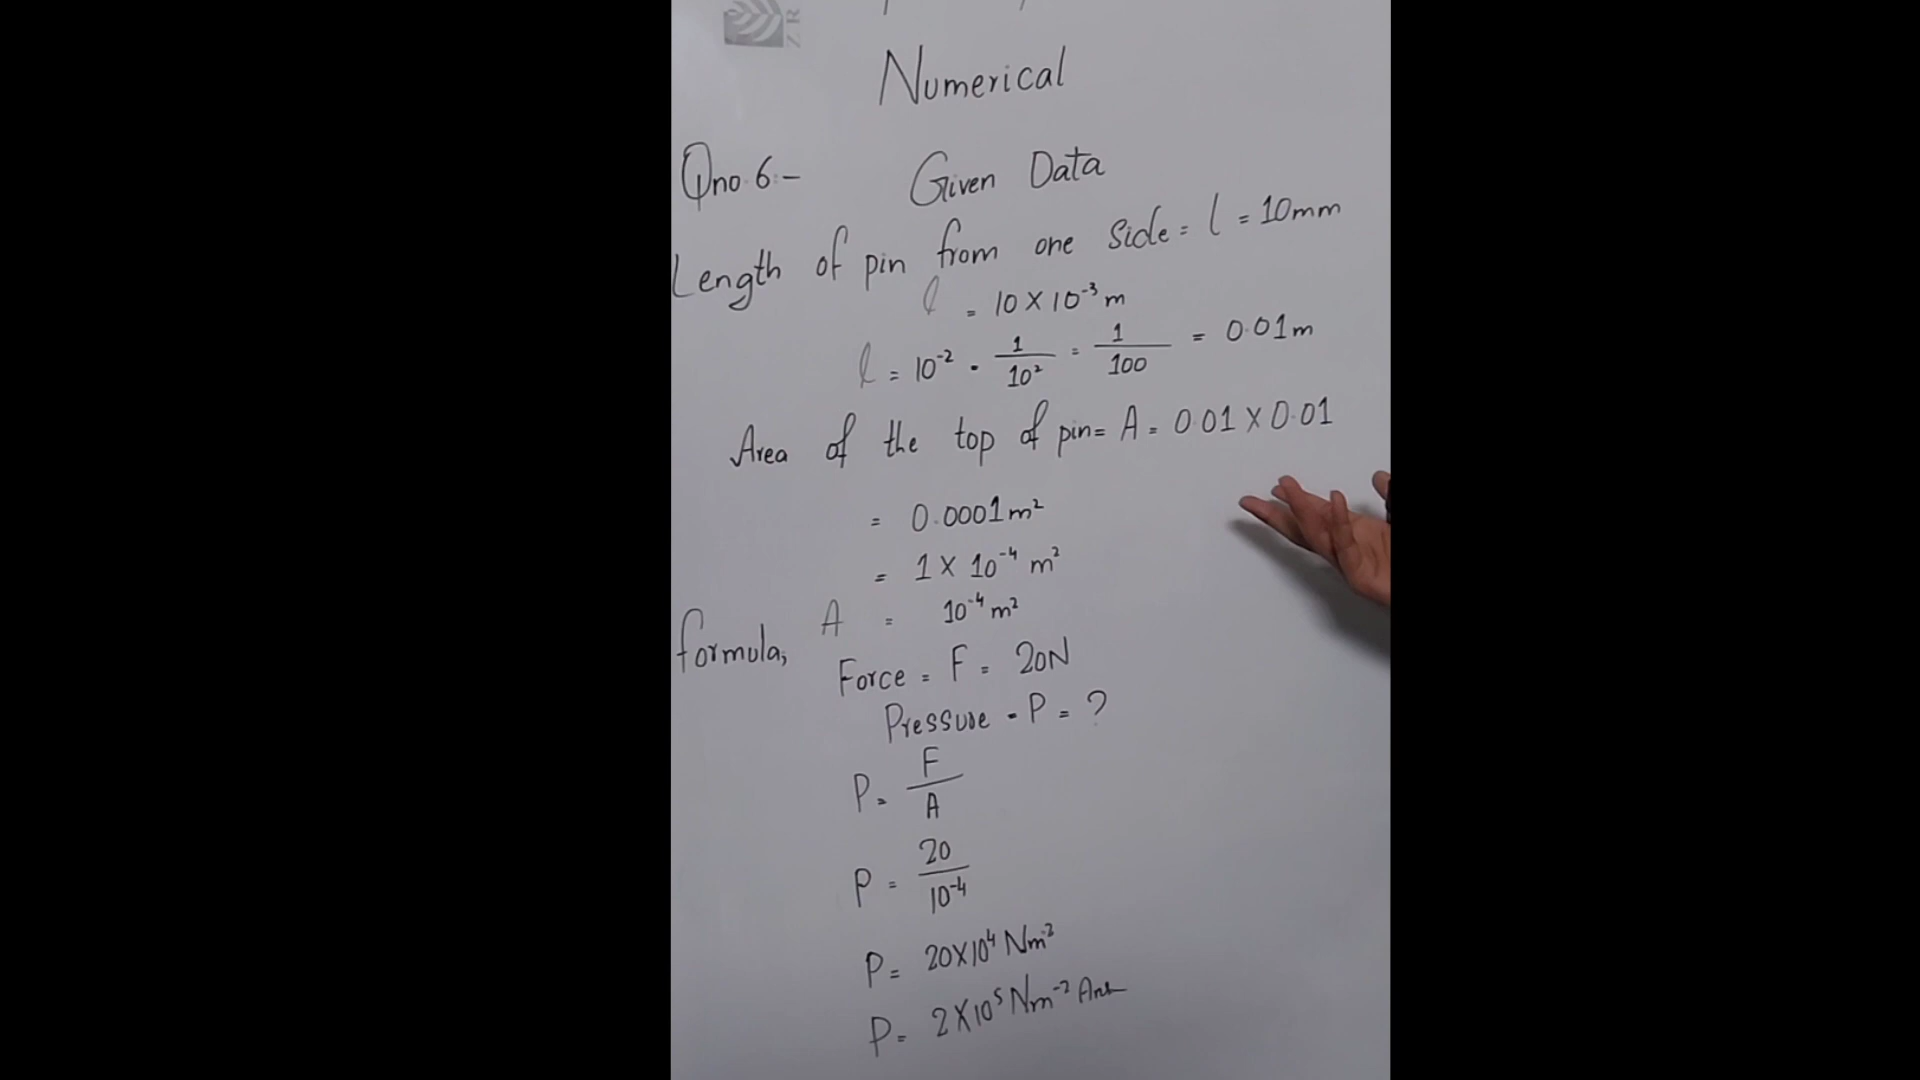 ZR
Numerical
Qno.6:- Given Data
Length of pin from one side = l = 10mm
l = 10 X 10⁻³ m
l = 10⁻² = 1/10² = 1/100 = 0.01m
Area of the top of pin = A = 0.01 X 0.01
= 0.0001m²
= 1 X 10⁻⁴ m²
A = 10⁻⁴ m²
formula,
Force = F = 20N
Pressure = P = ?
P = F/A
P = 20/10⁻⁴
P = 20X10⁴ Nm⁻²
P = 2X10⁵ Nm⁻² Ans